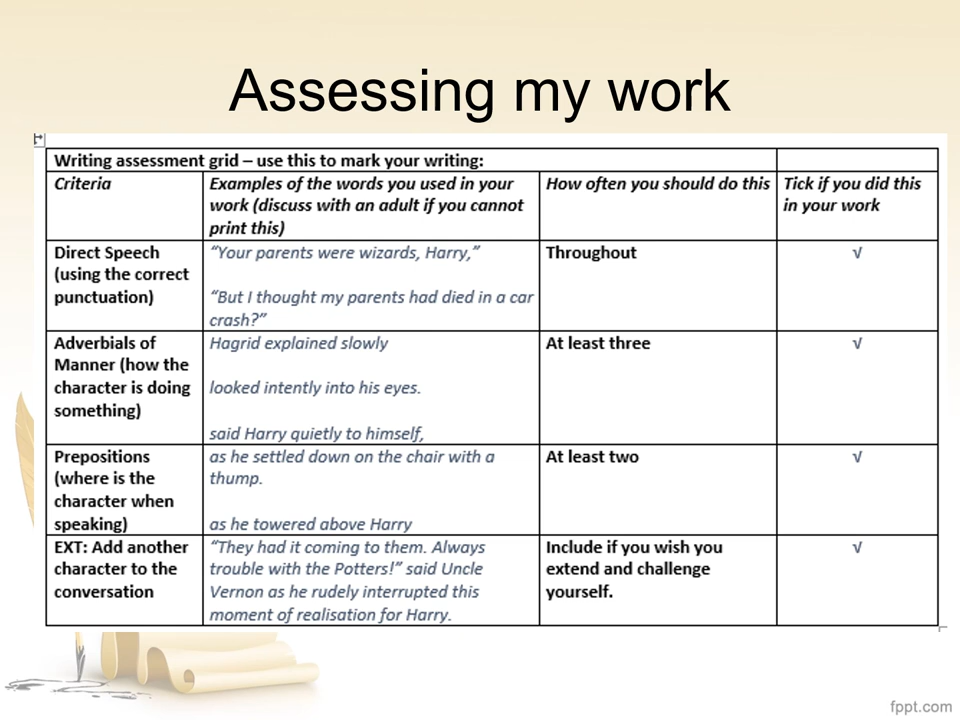 Assessing my work
Writing assessment grid – use this to mark your writing:
Criteria
Examples of the words you used in your
work (discuss with an adult if you cannot
print this)
How often you should do this
Tick if you did this
in your work
Direct Speech
(using the correct
punctuation)
“Your parents were wizards, Harry,”
“But I thought my parents had died in a car
crash?”
Throughout
√
Adverbials of
Manner (how the
character is doing
something)
Hagrid explained slowly
looked intently into his eyes.
said Harry quietly to himself,
At least three
√
Prepositions
(where is the
character when
speaking)
as he settled down on the chair with a
thump.
as he towered above Harry
At least two
√
EXT: Add another
character to the
conversation
“They had it coming to them. Always
trouble with the Potters!” said Uncle
Vernon as he rudely interrupted this
moment of realisation for Harry.
Include if you wish you
extend and challenge
yourself.
√
fppt.com